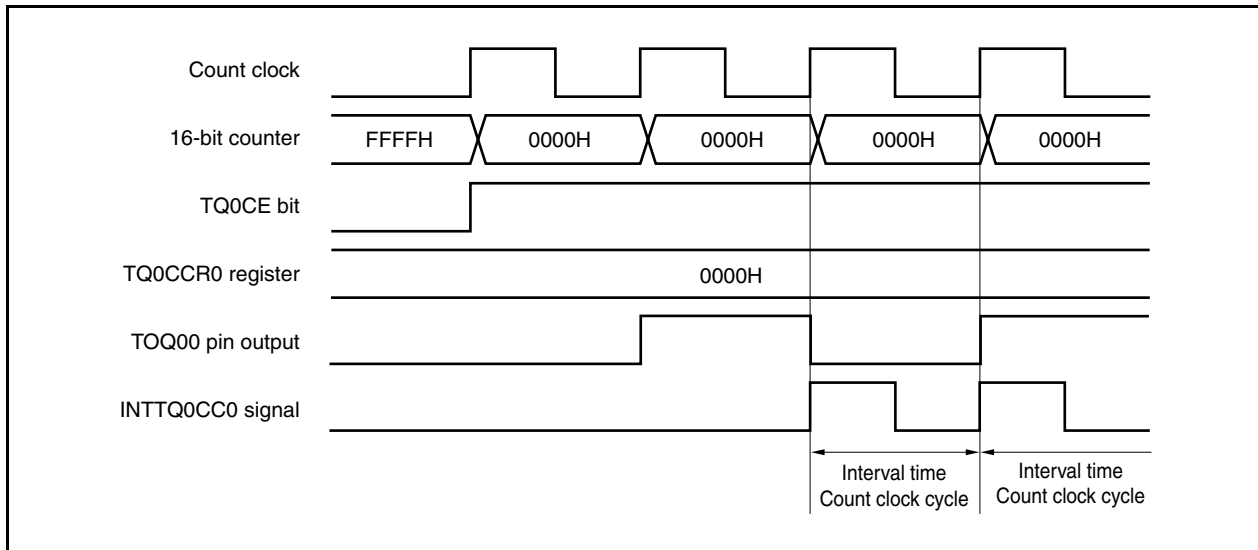 Count clock
16-bit counter
FFFFH 0000H 0000H 0000H 0000H
TQ0CE bit
TQ0CCR0 register
0000H
TOQ00 pin output
INTTQ0CC0 signal
Interval time
Count clock cycle
Interval time
Count clock cycle